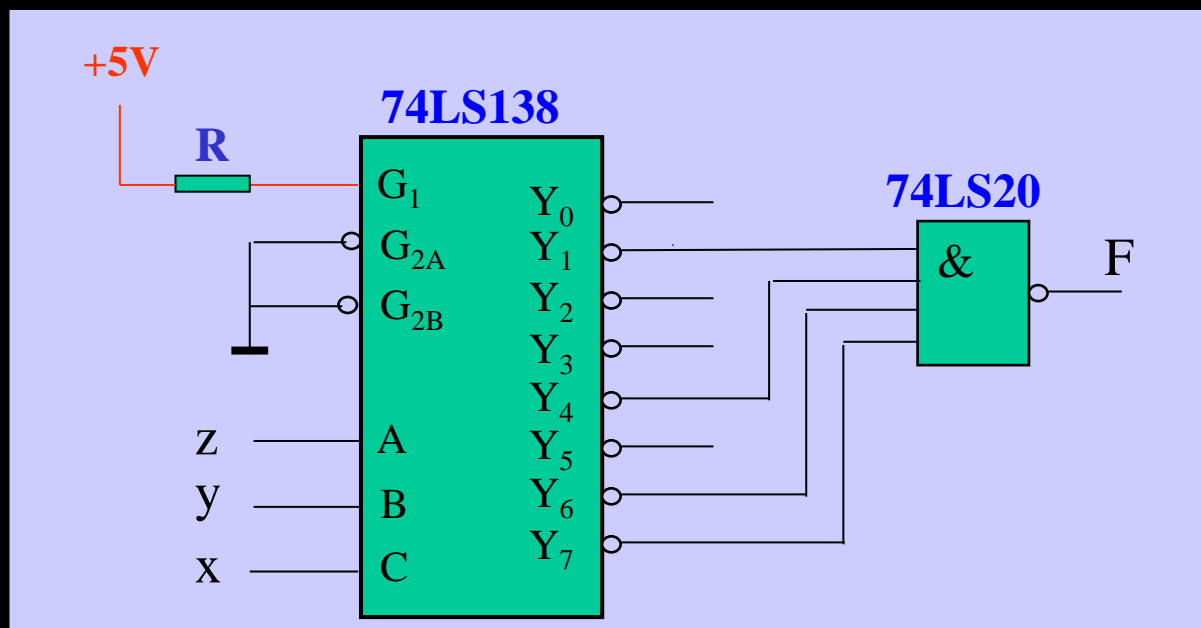 +5V
74LS138
R
74LS20
G₁
Y₀
G₂A
Y₁
&
F
G₂B
Y₂
Y₃
Y₄
z
A
Y₅
y
B
Y₆
Y₇
x
C